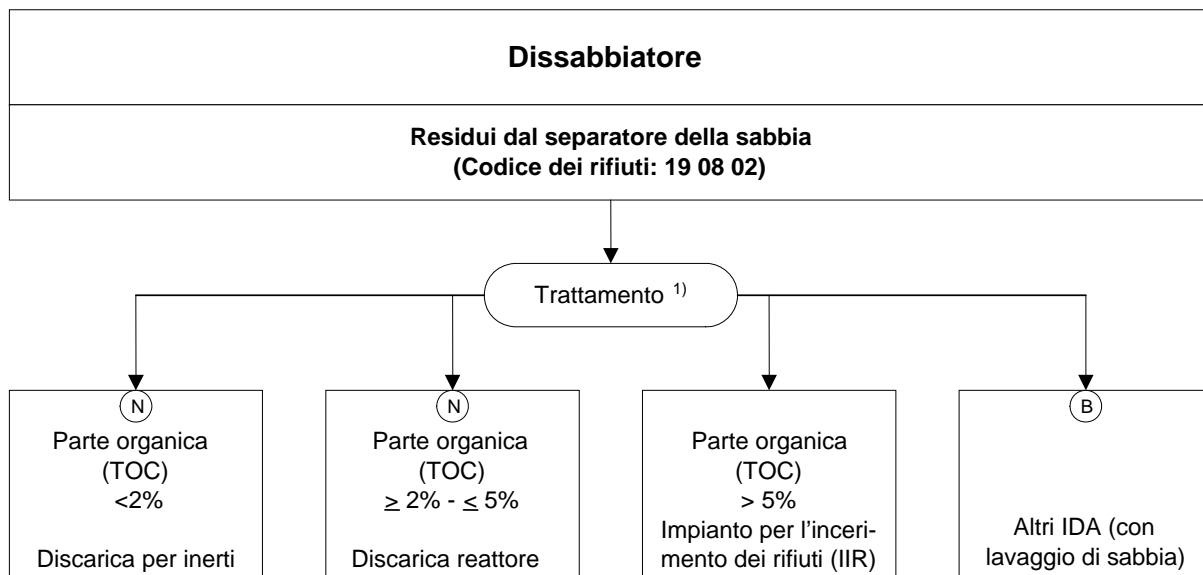 Dissabbiatore
Residui dal separatore della sabbia
(Codice dei rifiuti: 19 08 02)
Trattamento 1)
N
Parte organica
(TOC)
<2%
Discarica per inerti
N
Parte organica
(TOC)
≥ 2% - ≤ 5%
Discarica reattore
Parte organica
(TOC)
> 5%
Impianto per l'inceri-
mento dei rifiuti (IIR)
B
Altri IDA (con
lavaggio di sabbia)